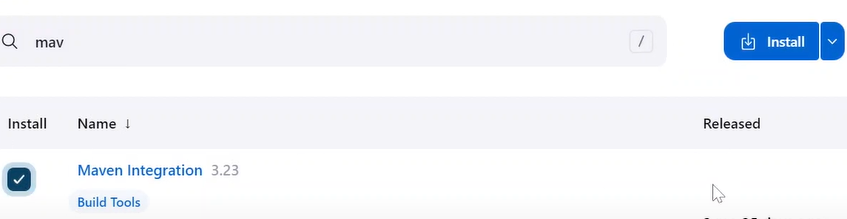 mav
/
Install
Install Name ↓ Released
Maven Integration 3.23
Build Tools